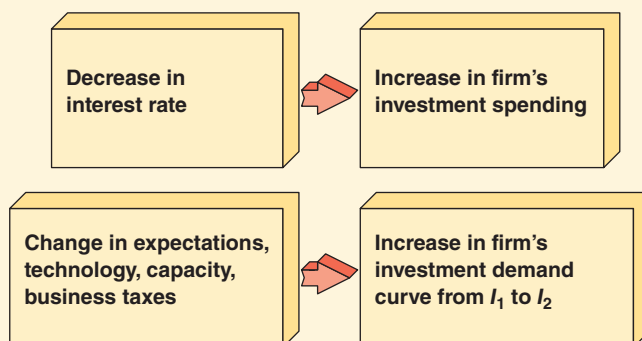 Decrease in
interest rate
Increase in firm's
investment spending
Change in expectations,
technology, capacity,
business taxes
Increase in firm's
investment demand
curve from I₁ to I₂